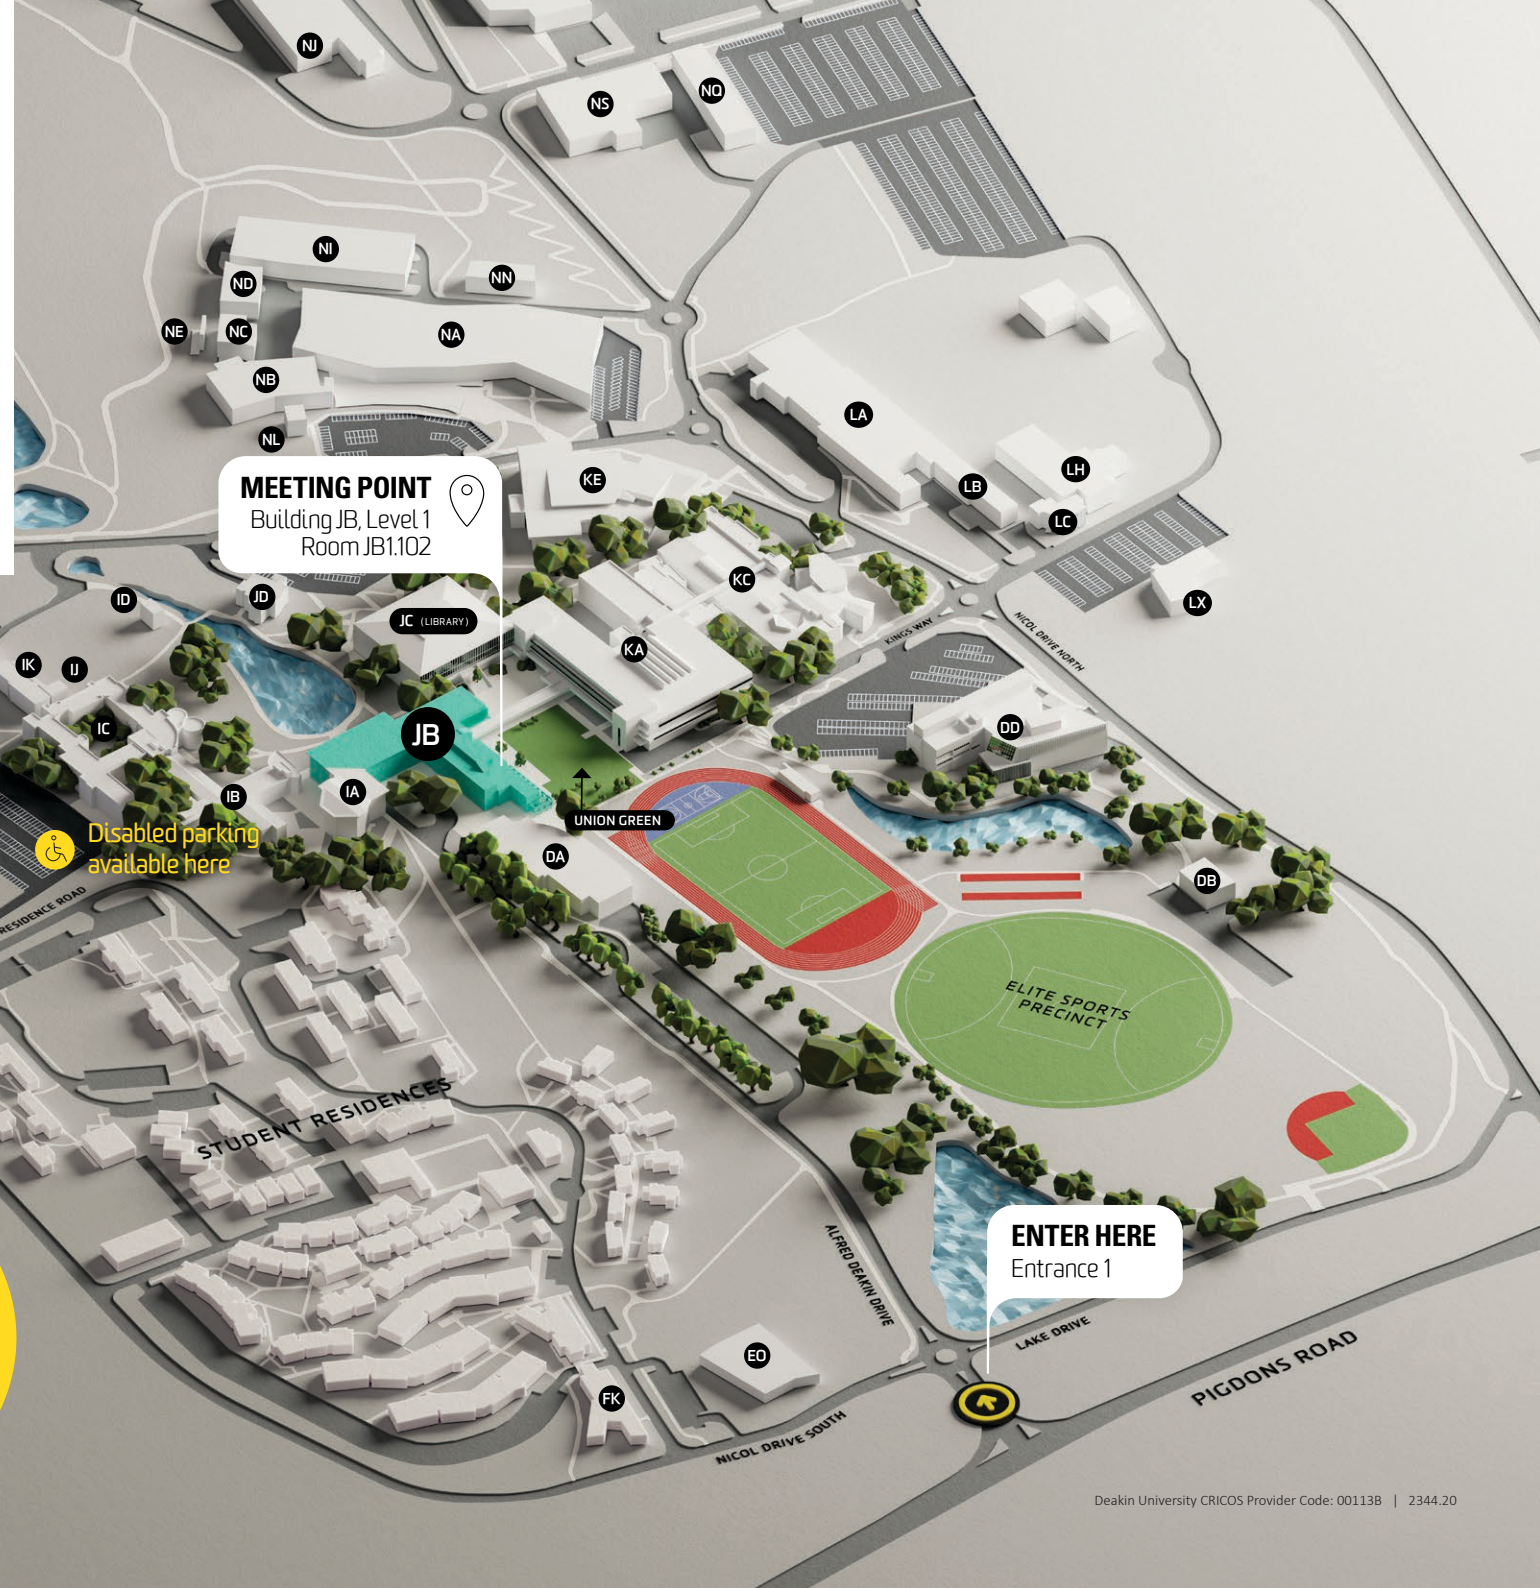 NJ
NS
NQ
NI
NN
ND
NE
NC
NA
NB
NL
LA
KE
LH
LB
LC
MEETING POINT
Building JB, Level 1
Room JB1.102
KC
LX
ID
JD
JC (LIBRARY)
KA
KINGS WAY
NICOL DRIVE NORTH
IK
IJ
IC
JB
DD
IA
IB
UNION GREEN
Disabled parking
available here
DA
DB
RESIDENCE ROAD
ELITE SPORTS
PRECINCT
STUDENT RESIDENCES
ALFRED DEAKIN DRIVE
ENTER HERE
Entrance 1
LAKE DRIVE
PIGDONS ROAD
EO
FK
NICOL DRIVE SOUTH
Deakin University CRICOS Provider Code: 00113B | 2344.20